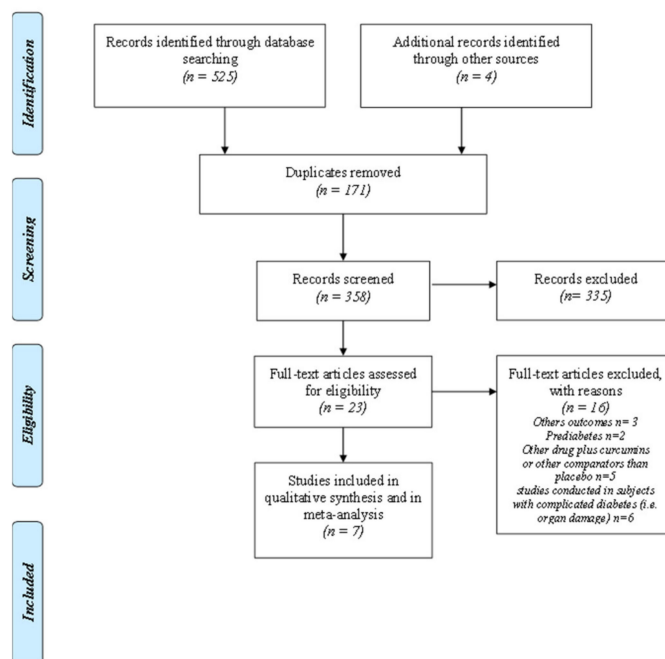 Identification
Records identified through database
searching
(n = 525)
Additional records identified
through other sources
(n = 4)
Duplicates removed
(n = 171)
Screening
Records screened
(n = 358)
Records excluded
(n= 335)
Eligibility
Full-text articles assessed
for eligibility
(n = 23)
Full-text articles excluded,
with reasons
(n = 16)
Others outcomes n= 3
Prediabetes n=2
Other drug plus curcumins
or other comparators than
placebo n=5
studies conducted in subjects
with complicated diabetes (i.e.
organ damage) n=6
Studies included in
qualitative synthesis and in
meta-analysis
(n = 7)
Included